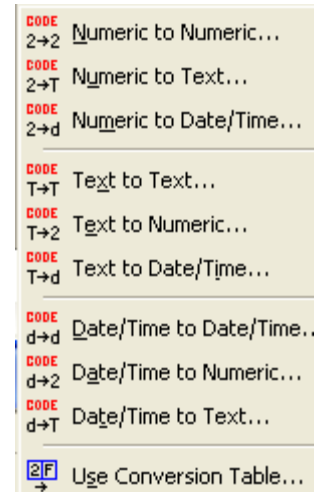 CODE
2→2 Numeric to Numeric...
CODE
2→T Numeric to Text...
CODE
2→d Numeric to Date/Time...
CODE
T→T Text to Text...
CODE
T→2 Text to Numeric...
CODE
T→d Text to Date/Time...
CODE
d→d Date/Time to Date/Time..
CODE
d→2 Date/Time to Numeric...
CODE
d→T Date/Time to Text...
2 F
→ Use Conversion Table...